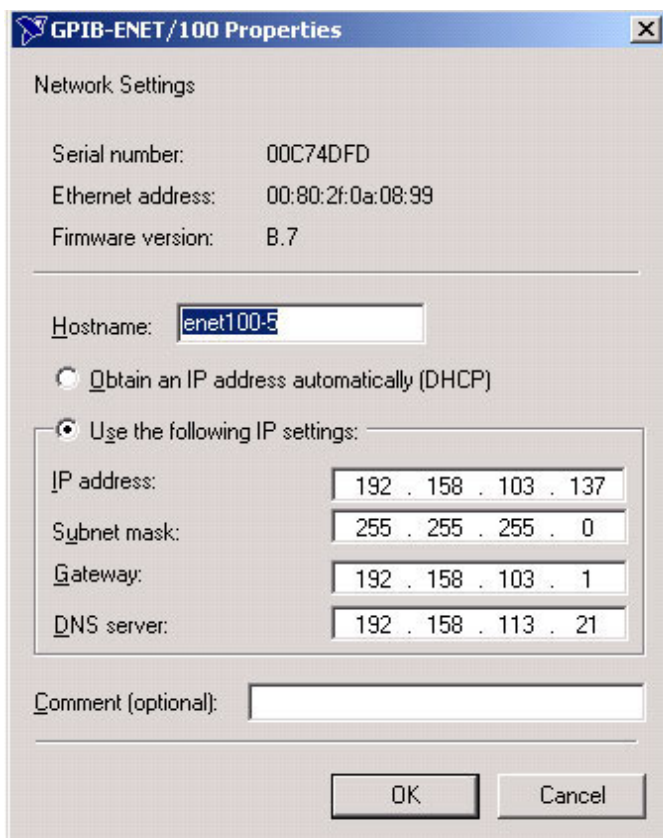 GPIB-ENET/100 Properties
Network Settings
Serial number: 00C74DFD
Ethernet address: 00:80:2f:0a:08:99
Firmware version: B.7
Hostname: enet100-5
Obtain an IP address automatically (DHCP)
Use the following IP settings:
IP address: 192 . 158 . 103 . 137
Subnet mask: 255 . 255 . 255 . 0
Gateway: 192 . 158 . 103 . 1
DNS server: 192 . 158 . 113 . 21
Comment (optional):
OK Cancel